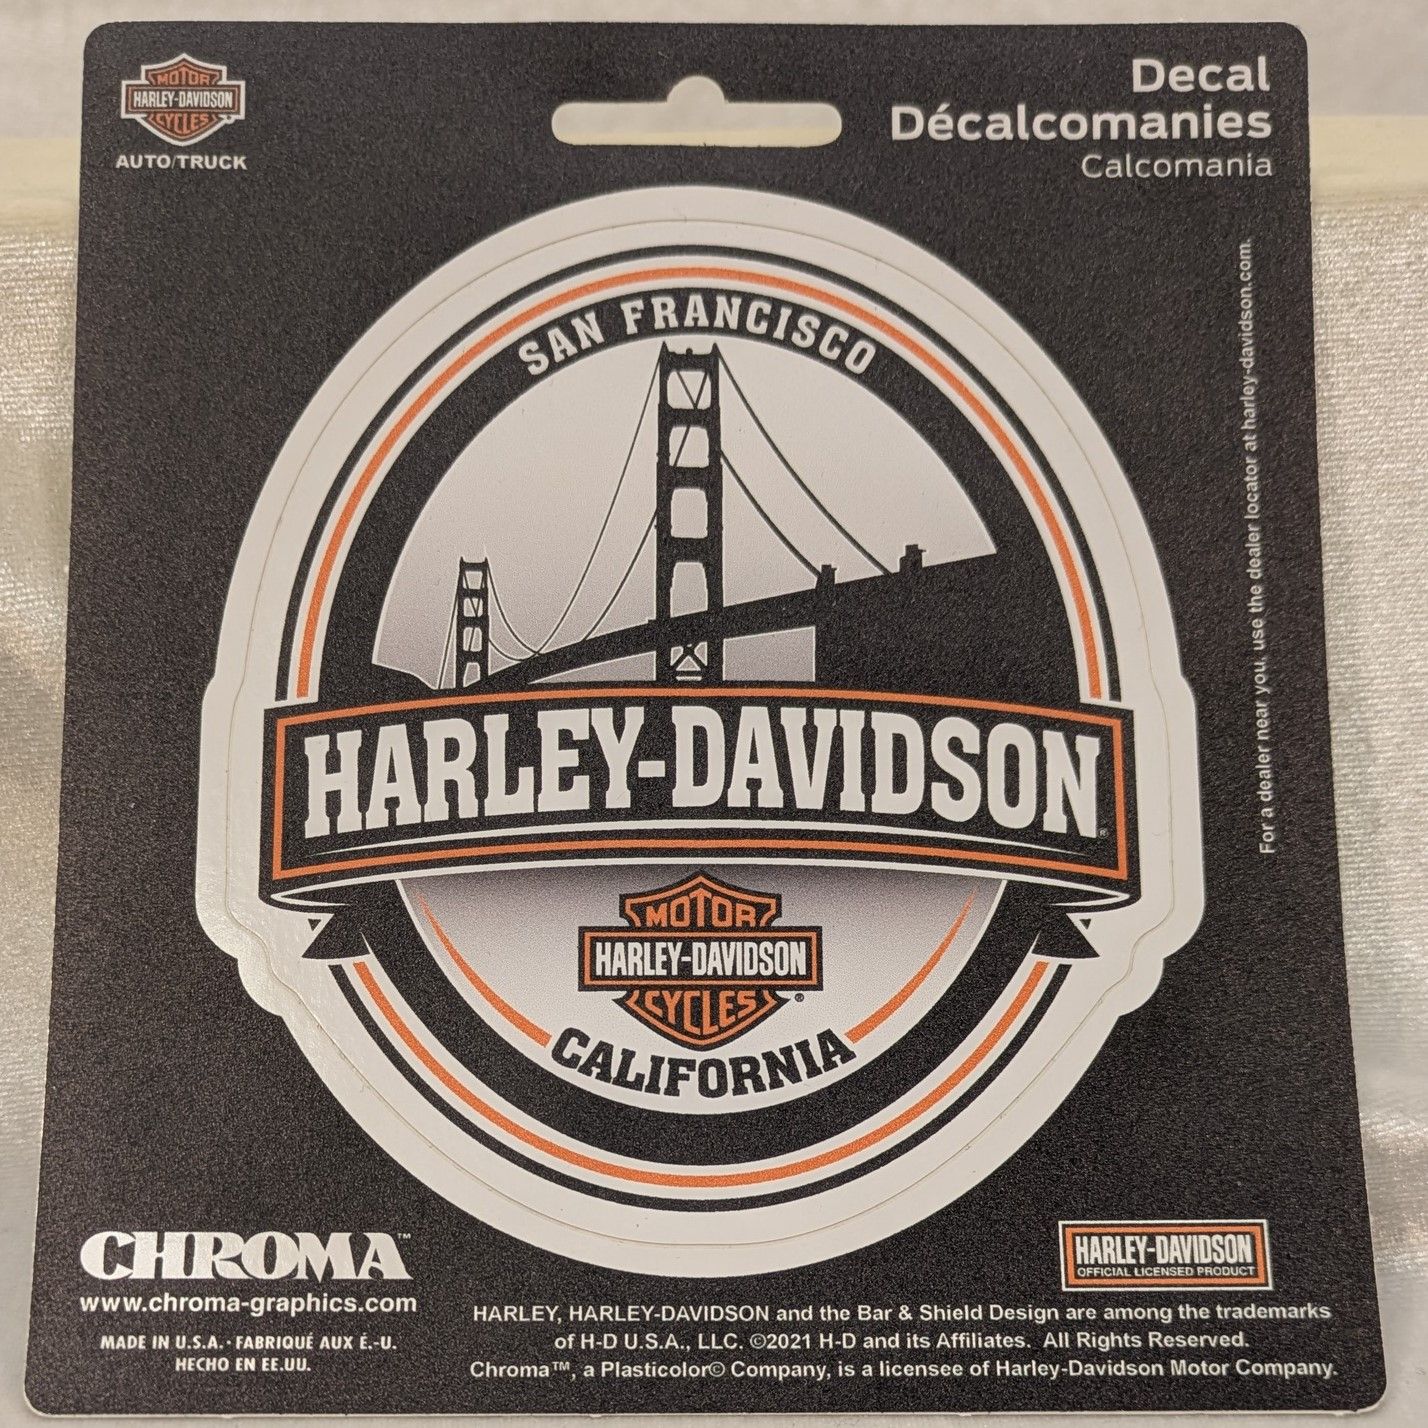 MOTOR
HARLEY-DAVIDSON
CYCLES
AUTO/TRUCK
Decal
Décalcomanies
Calcomania
SAN FRANCISCO
HARLEY-DAVIDSON®
MOTOR
HARLEY-DAVIDSON
CYCLES®
CALIFORNIA
For a dealer near you, use the dealer locator at harley-davidson.com.
CHROMA™
www.chroma-graphics.com
MADE IN U.S.A. · FABRIQUÉ AUX É.-U.
HECHO EN EE.UU.
HARLEY-DAVIDSON
OFFICIAL LICENSED PRODUCT
HARLEY, HARLEY-DAVIDSON and the Bar & Shield Design are among the trademarks
of H-D U.S.A., LLC. ©2021 H-D and its Affiliates. All Rights Reserved.
Chroma™, a Plasticolor© Company, is a licensee of Harley-Davidson Motor Company.